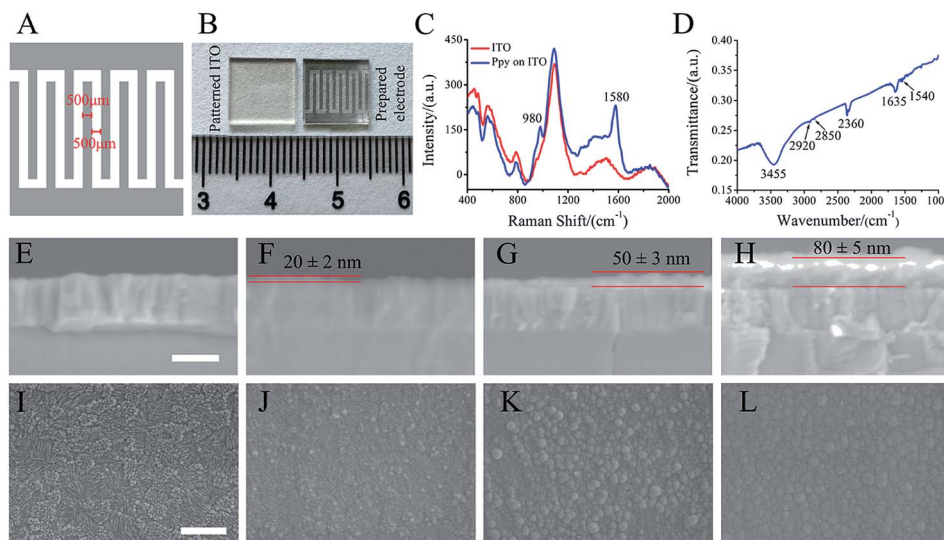 A
500μm
500μm
B
Patterned ITO
Prepared
electrode
3 4 5 6
C
Intensity/(a.u.)
450
300
225
150
0
ITO
Ppy on ITO
980
1580
400 800 1200 1600 2000
Raman Shift/(cm⁻¹)
D
Transmittance/(a.u.)
0.40
0.35
0.30
0.25
0.20
0.15
3455
2920
2850
2360
1635
1540
4000 3500 3000 2500 2000 1500 1000
Wavenumber/(cm⁻¹)
E
F
20 ± 2 nm
G
50 ± 3 nm
H
80 ± 5 nm
I
J
K
L